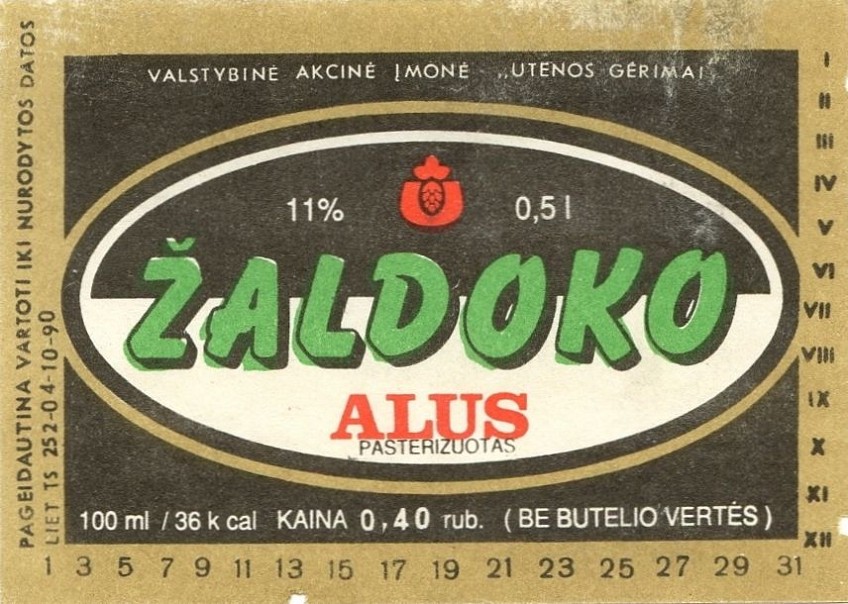 VALSTYBINĖ AKCINĖ ĮMONĖ „UTENOS GĖRIMAI”
11% 0,5 l
ŽALDOKO
ALUS
PASTERIZUOTAS
100 ml / 36 k cal KAINA 0,40 rub. (BE BUTELIO VERTĖS)
PAGEIDAUTINA VARTOTI IKI NURODYTOS DATOS
LIET TS 252-04-10-90
I
II
III
IV
V
VI
VII
VIII
IX
X
XI
XII
1 3 5 7 9 11 13 15 17 19 21 23 25 27 29 31